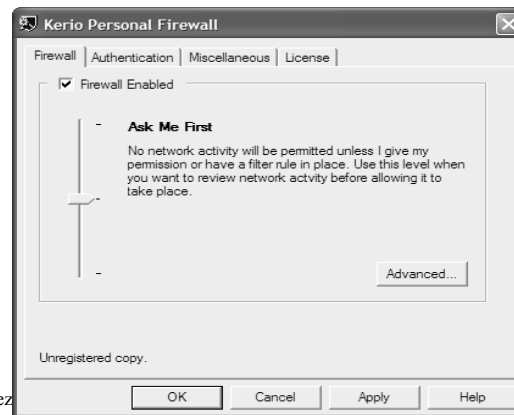 Kerio Personal Firewall
Firewall Authentication Miscellaneous License
Firewall Enabled
Ask Me First
No network activity will be permitted unless I give my
permission or have a filter rule in place. Use this level when
you want to review network actvity before allowing it to
take place.
Advanced...
Unregistered copy.
ez
OK Cancel Apply Help